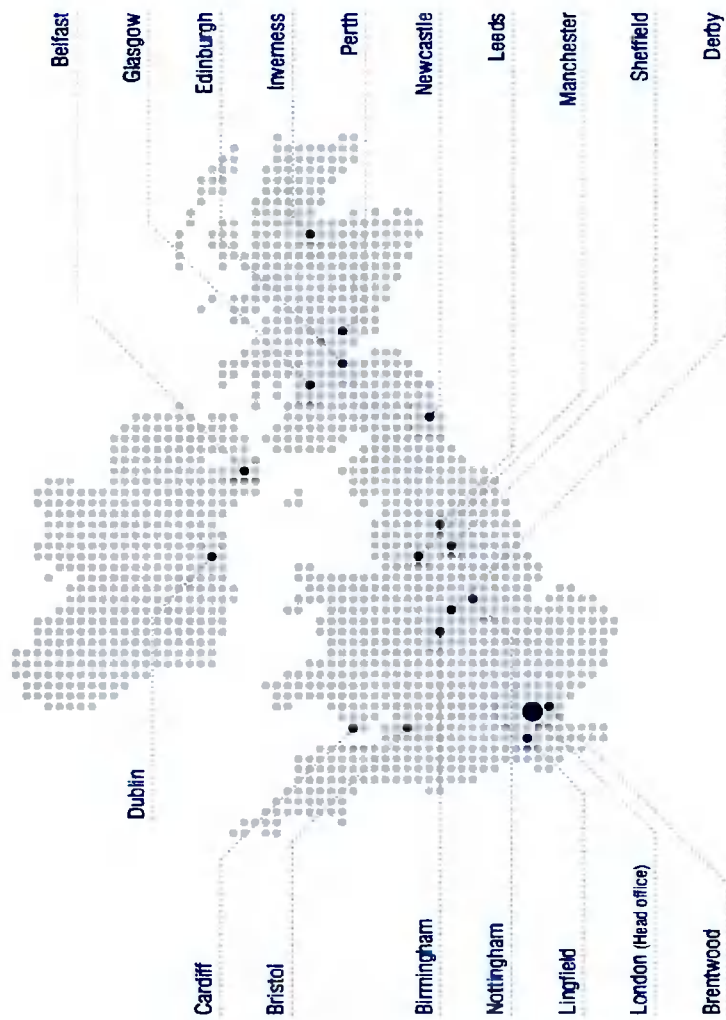 Belfast
Glasgow
Edinburgh
Inverness
Perth
Newcastle
Leeds
Manchester
Sheffield
Derby
Dublin
Cardiff
Bristol
Birmingham
Nottingham
Lingfield
London (Head office)
Brentwood